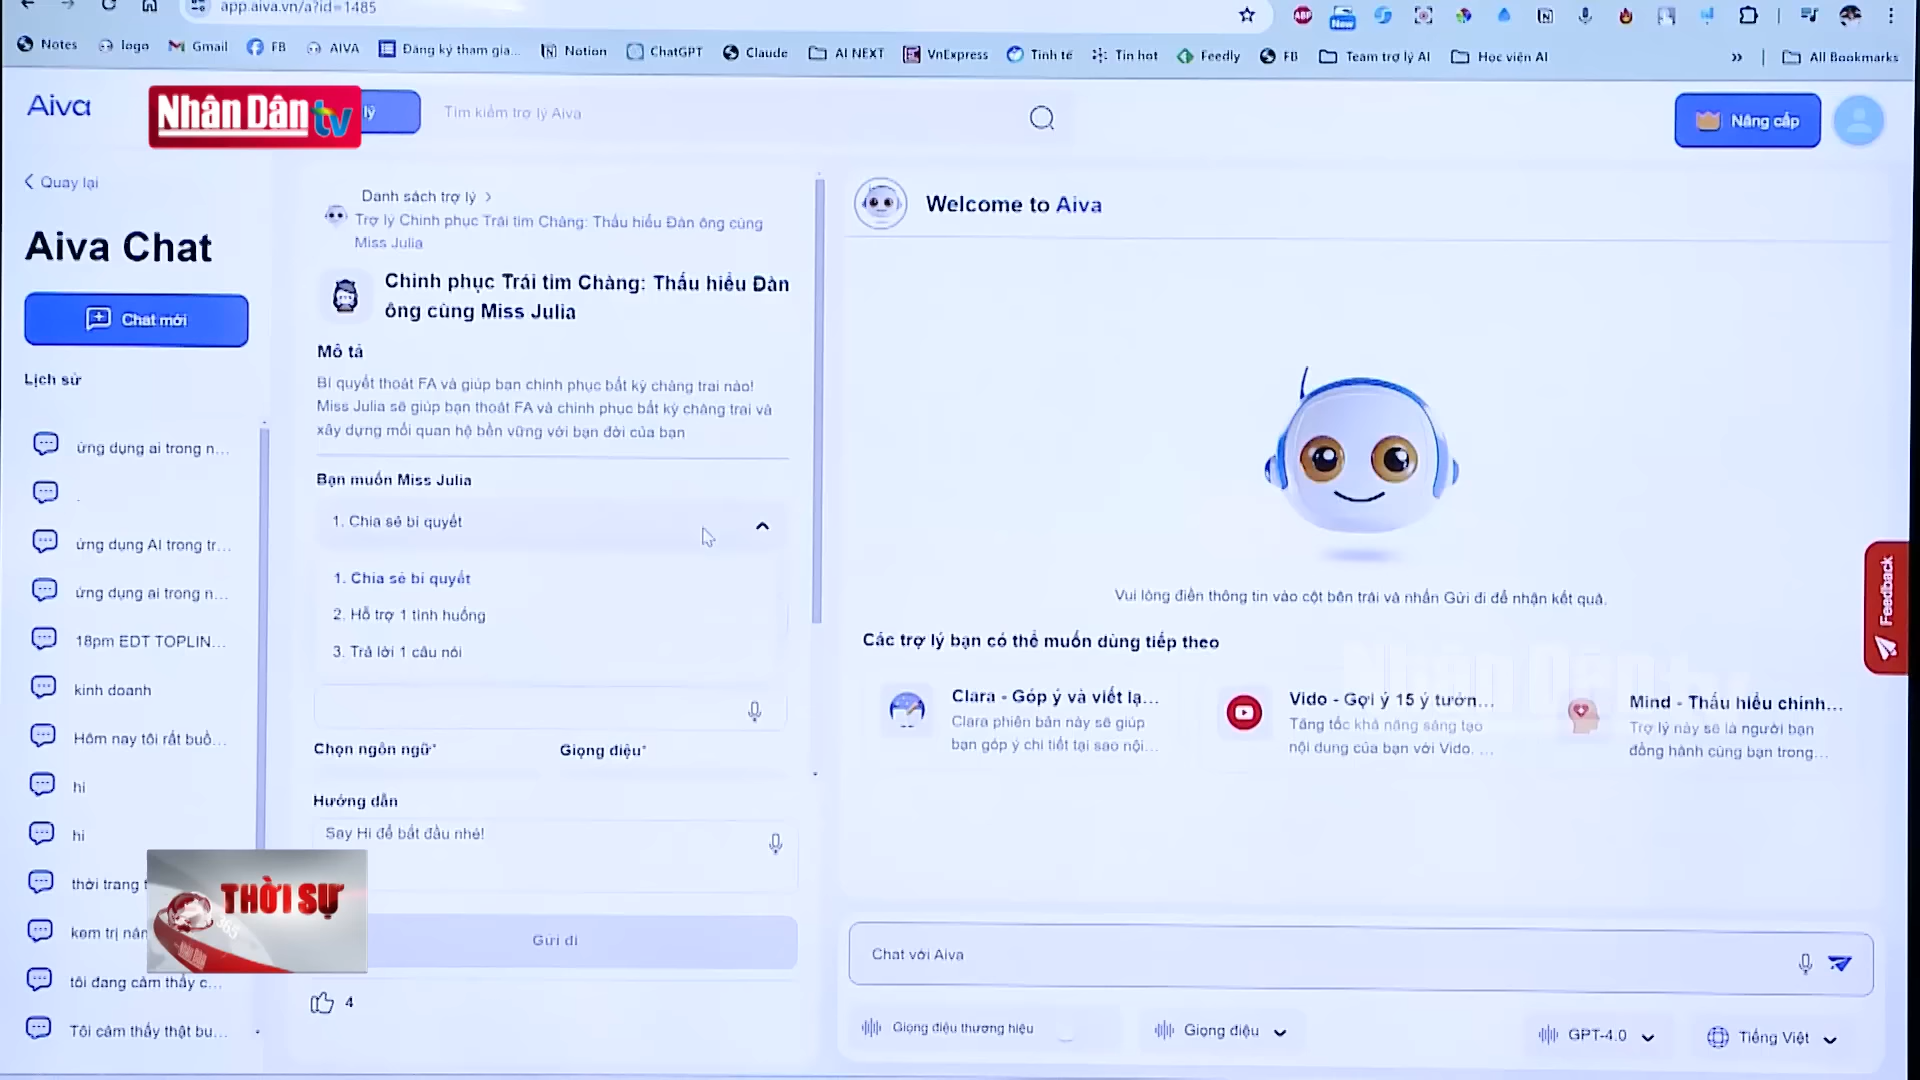 app.aiva.vn/a?id=1485
Notes
logo
Gmail
FB
AIVA
Đăng ký tham gia...
Notion
ChatGPT
Claude
AI NEXT
VnExpress
Tinh tế
Tin hot
Feedly
FB
Team trợ lý AI
Học viện AI
All Bookmarks
ABP
New
Aiva
Nhân Dân tv
lý
Tìm kiếm trợ lý Aiva
Nâng cấp
Quay lại
Aiva Chat
Chat mới
Lịch sử
ứng dụng ai trong n...
.
ứng dụng AI trong tr...
ứng dụng ai trong n...
18pm EDT TOPLIN...
kinh doanh
Hôm nay tôi rất buồ...
hi
hi
thời trang
kem trị nám
tôi đang cảm thấy c...
Tôi cảm thấy thật bu...
THỜI SỰ
365
NHÂN DÂN
Danh sách trợ lý
Trợ lý Chinh phục Trái tim Chàng: Thấu hiểu Đàn ông cùng
Miss Julia
Chinh phục Trái tim Chàng: Thấu hiểu Đàn
ông cùng Miss Julia
Mô tả
Bí quyết thoát FA và giúp bạn chinh phục bất kỳ chàng trai nào!
Miss Julia sẽ giúp bạn thoát FA và chinh phục bất kỳ chàng trai và
xây dựng mối quan hệ bền vững với bạn đời của bạn
Bạn muốn Miss Julia
1. Chia sẻ bí quyết
1. Chia sẻ bí quyết
2. Hỗ trợ 1 tình huống
3. Trả lời 1 câu nói
Chọn ngôn ngữ*
Giọng điệu*
Hướng dẫn
Say Hi để bắt đầu nhé!
Gửi đi
4
Welcome to Aiva
Vui lòng điền thông tin vào cột bên trái và nhấn Gửi đi để nhận kết quả.
Các trợ lý bạn có thể muốn dùng tiếp theo
Clara - Góp ý và viết lạ...
Clara phiên bản này sẽ giúp
bạn góp ý chi tiết tại sao nội...
Vido - Gợi ý 15 ý tưởn...
Tăng tốc khả năng sáng tạo
nội dung của bạn với Vido. ...
Mind - Thấu hiểu chính...
Trợ lý này sẽ là người bạn
đồng hành cùng bạn trong...
Feedback
Chat với Aiva
Giọng điệu thương hiệu
Giọng điệu
GPT-4.0
Tiếng Việt